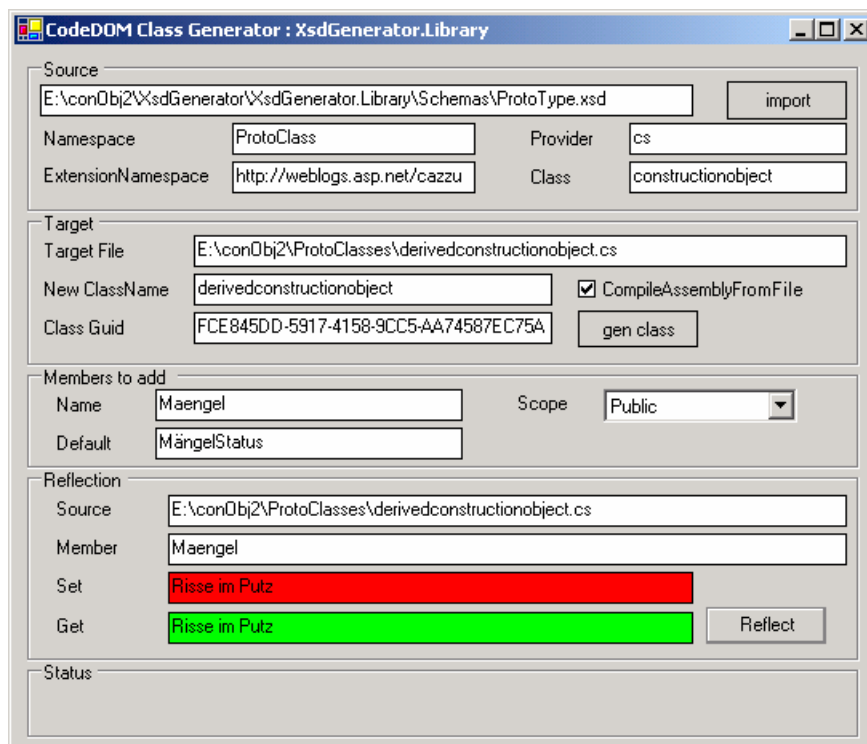 CodeDOM Class Generator : XsdGenerator.Library
Source
E:\conObj2\XsdGenerator\XsdGenerator.Library\Schemas\ProtoType.xsd import
Namespace ProtoClass Provider cs
ExtensionNamespace http://weblogs.asp.net/cazzu Class constructionobject
Target
Target File E:\conObj2\ProtoClasses\derivedconstructionobject.cs
New ClassName derivedconstructionobject CompileAssemblyFromFile
Class Guid FCE845DD-5917-4158-9CC5-AA74587EC75A gen class
Members to add
Name Maengel Scope Public
Default MängelStatus
Reflection
Source E:\conObj2\ProtoClasses\derivedconstructionobject.cs
Member Maengel
Set Risse im Putz
Get Risse im Putz Reflect
Status